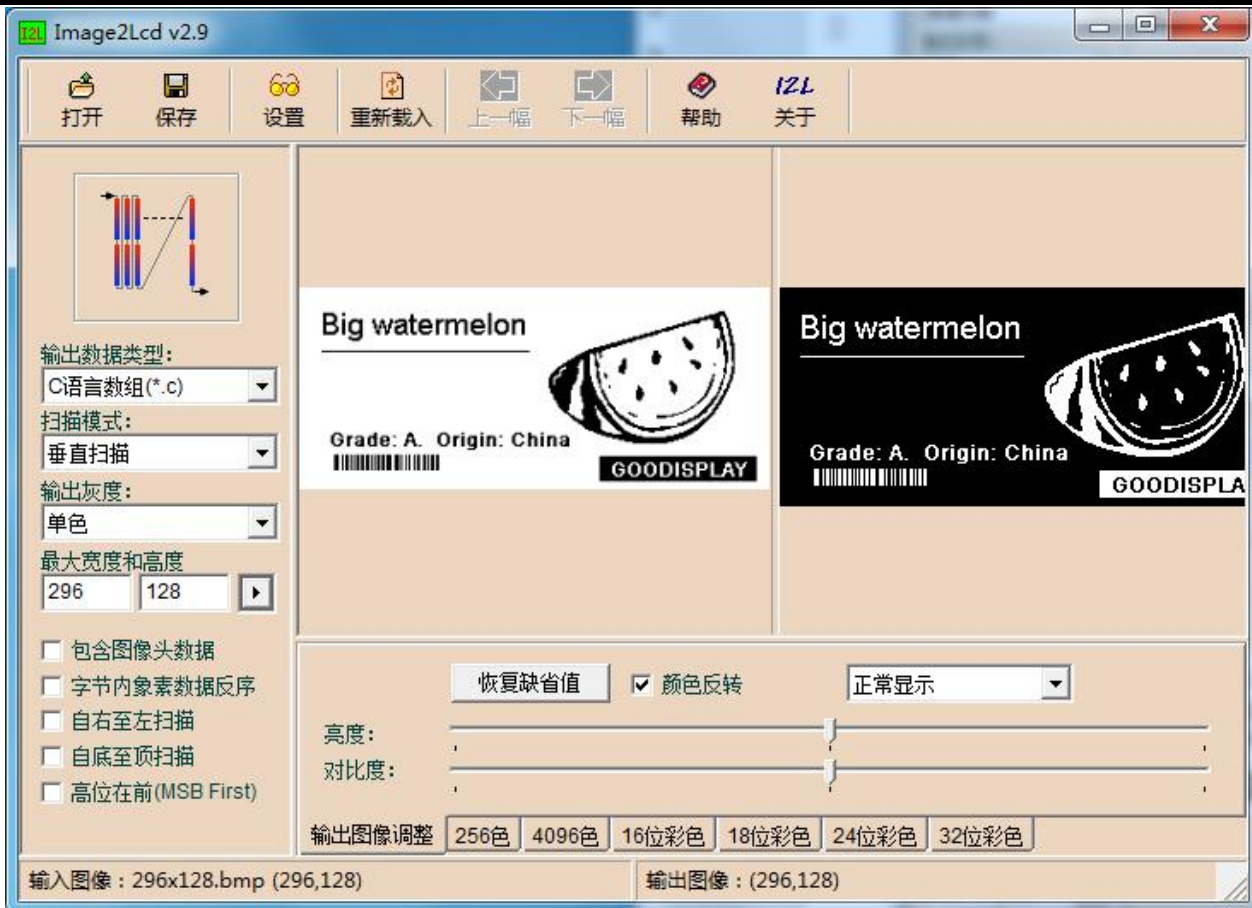 I2L Image2Lcd v2.9
X
打开 保存 设置 重新载入 上一幅 下一幅 帮助 I2L 关于
输出数据类型:
C语言数组(*.c)
扫描模式:
垂直扫描
输出灰度:
单色
最大宽度和高度
296 128
包含图像头数据
字节内象素数据反序
自右至左扫描
自底至顶扫描
高位在前(MSB First)
Big watermelon
Grade: A. Origin: China
GOODISPLAY
Big watermelon
Grade: A. Origin: China
GOODISPLA
恢复缺省值 颜色反转 正常显示
亮度:
对比度:
输出图像调整 256色 4096色 16位彩色 18位彩色 24位彩色 32位彩色
输入图像:296x128.bmp (296,128) 输出图像:(296,128)